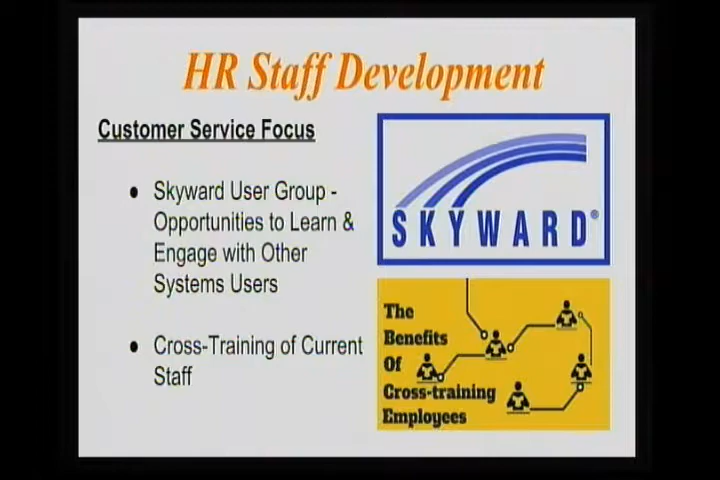 HR Staff Development
Customer Service Focus
● Skyward User Group -
Opportunities to Learn &
Engage with Other
Systems Users
● Cross-Training of Current
Staff
SKYWARD®
The
Benefits
Of
Cross-training
Employees